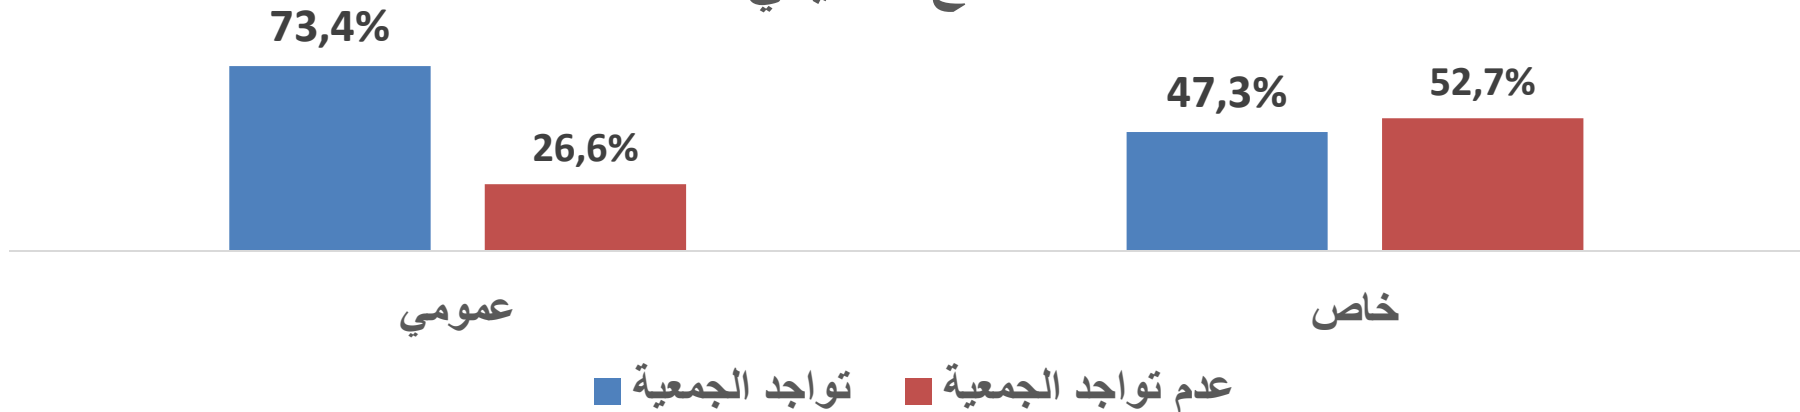 73,4%
26,6%
47,3%
52,7%
عمومي
خاص
تواجد الجمعية
عدم تواجد الجمعية